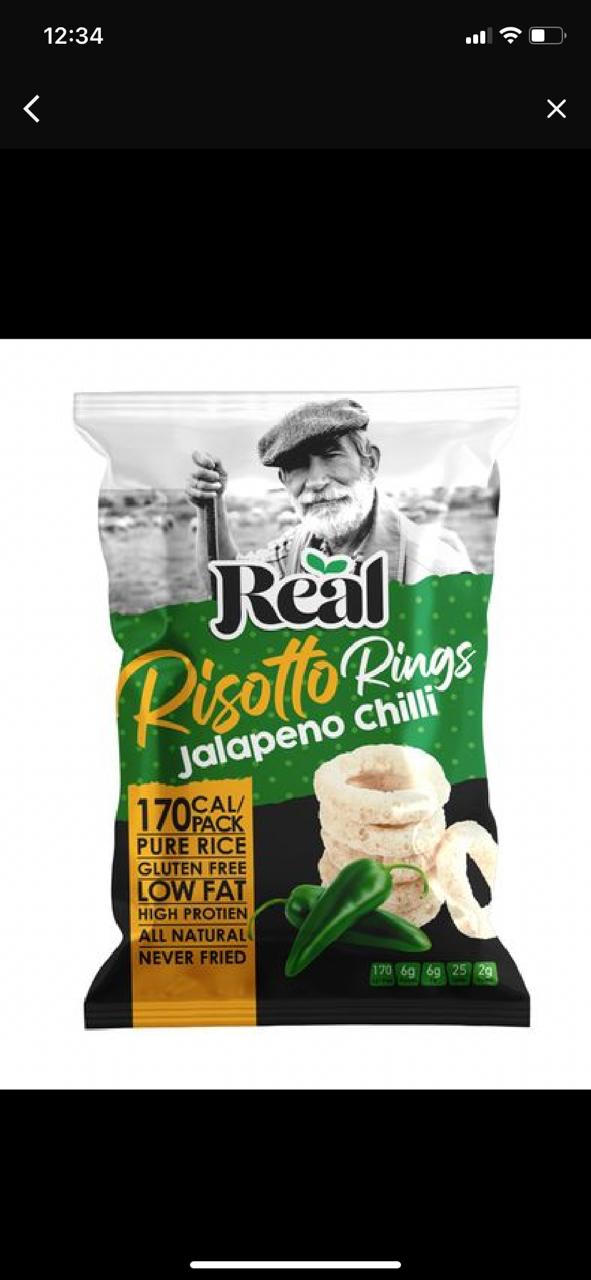 12:34
Real
Risotto Rings
Jalapeno Chilli
170 CAL/
PACK
PURE RICE
GLUTEN FREE
LOW FAT
HIGH PROTIEN
ALL NATURAL
NEVER FRIED
170 6g 6g 25 2g